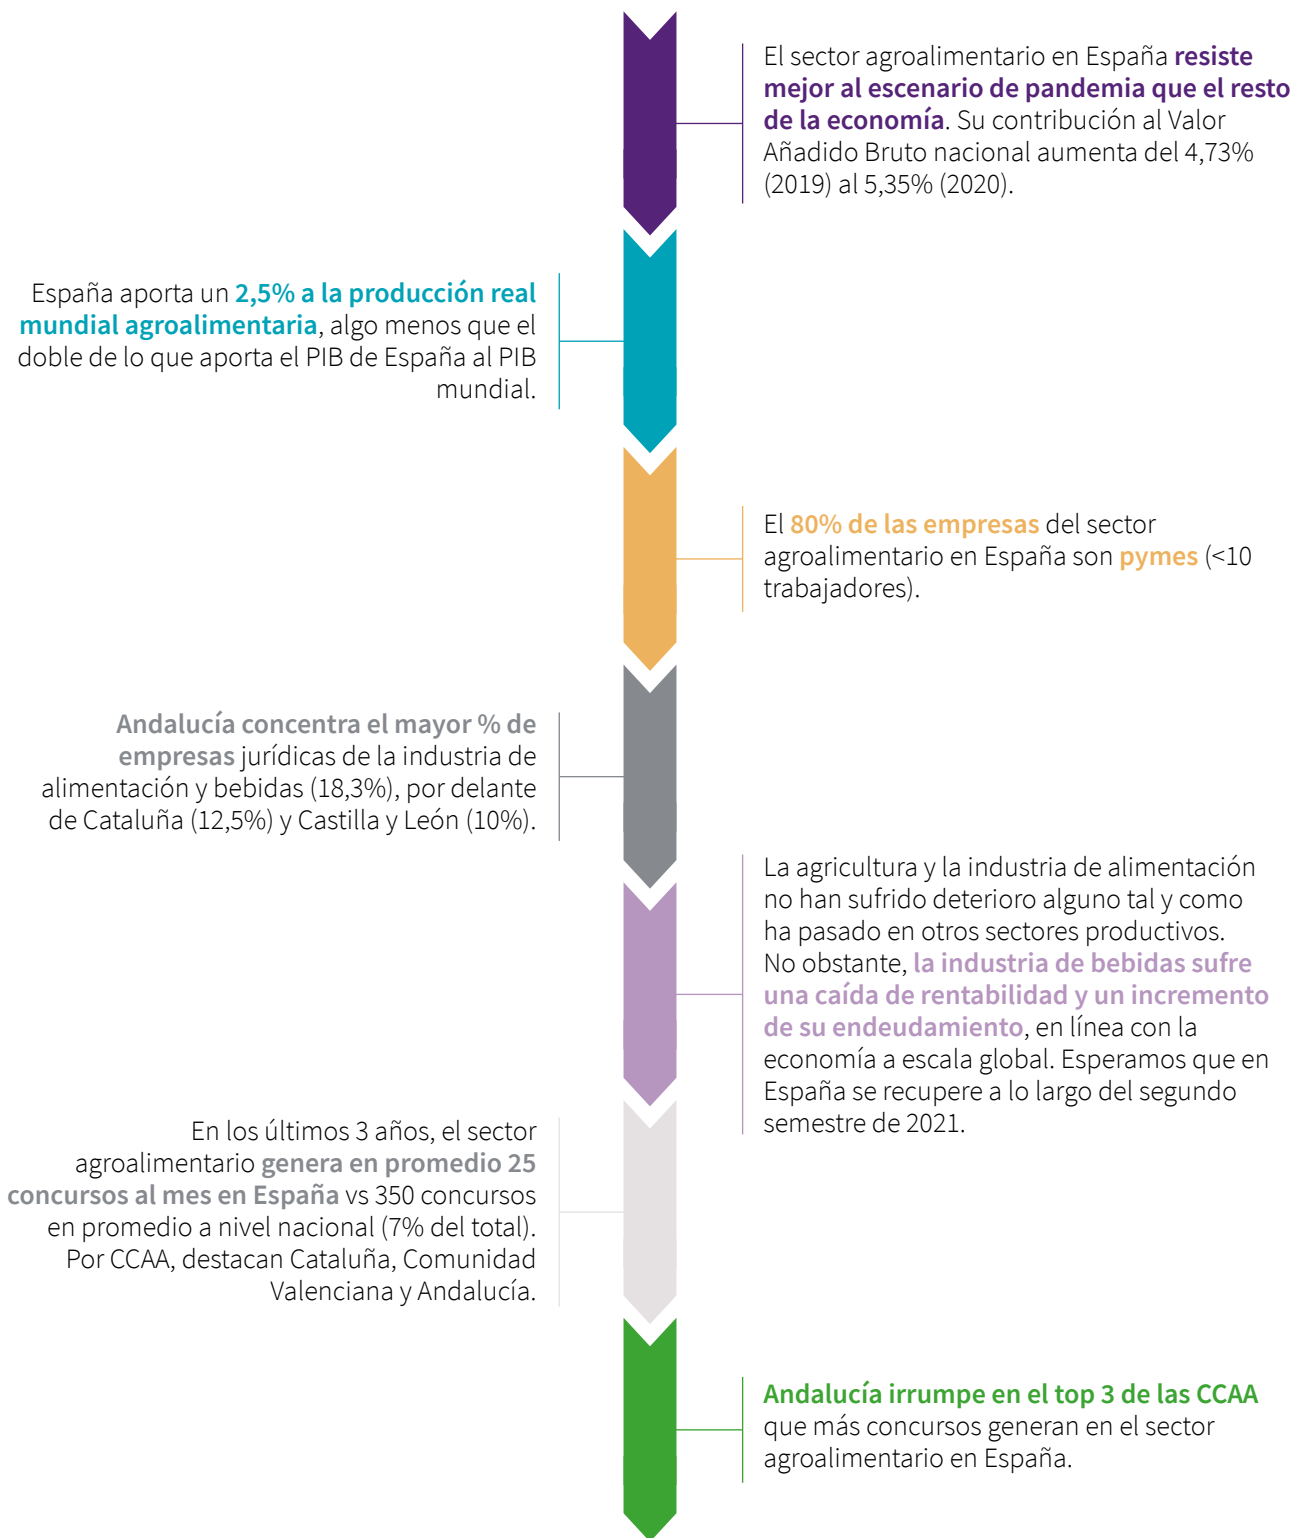 El sector agroalimentario en España resiste
mejor al escenario de pandemia que el resto
de la economía. Su contribución al Valor
Añadido Bruto nacional aumenta del 4,73%
(2019) al 5,35% (2020).
España aporta un 2,5% a la producción real
mundial agroalimentaria, algo menos que el
doble de lo que aporta el PIB de España al PIB
mundial.
El 80% de las empresas del sector
agroalimentario en España son pymes (<10
trabajadores).
Andalucía concentra el mayor % de
empresas jurídicas de la industria de
alimentación y bebidas (18,3%), por delante
de Cataluña (12,5%) y Castilla y León (10%).
La agricultura y la industria de alimentación
no han sufrido deterioro alguno tal y como
ha pasado en otros sectores productivos.
No obstante, la industria de bebidas sufre
una caída de rentabilidad y un incremento
de su endeudamiento, en línea con la
economía a escala global. Esperamos que en
España se recupere a lo largo del segundo
semestre de 2021.
En los últimos 3 años, el sector
agroalimentario genera en promedio 25
concursos al mes en España vs 350 concursos
en promedio a nivel nacional (7% del total).
Por CCAA, destacan Cataluña, Comunidad
Valenciana y Andalucía.
Andalucía irrumpe en el top 3 de las CCAA
que más concursos generan en el sector
agroalimentario en España.